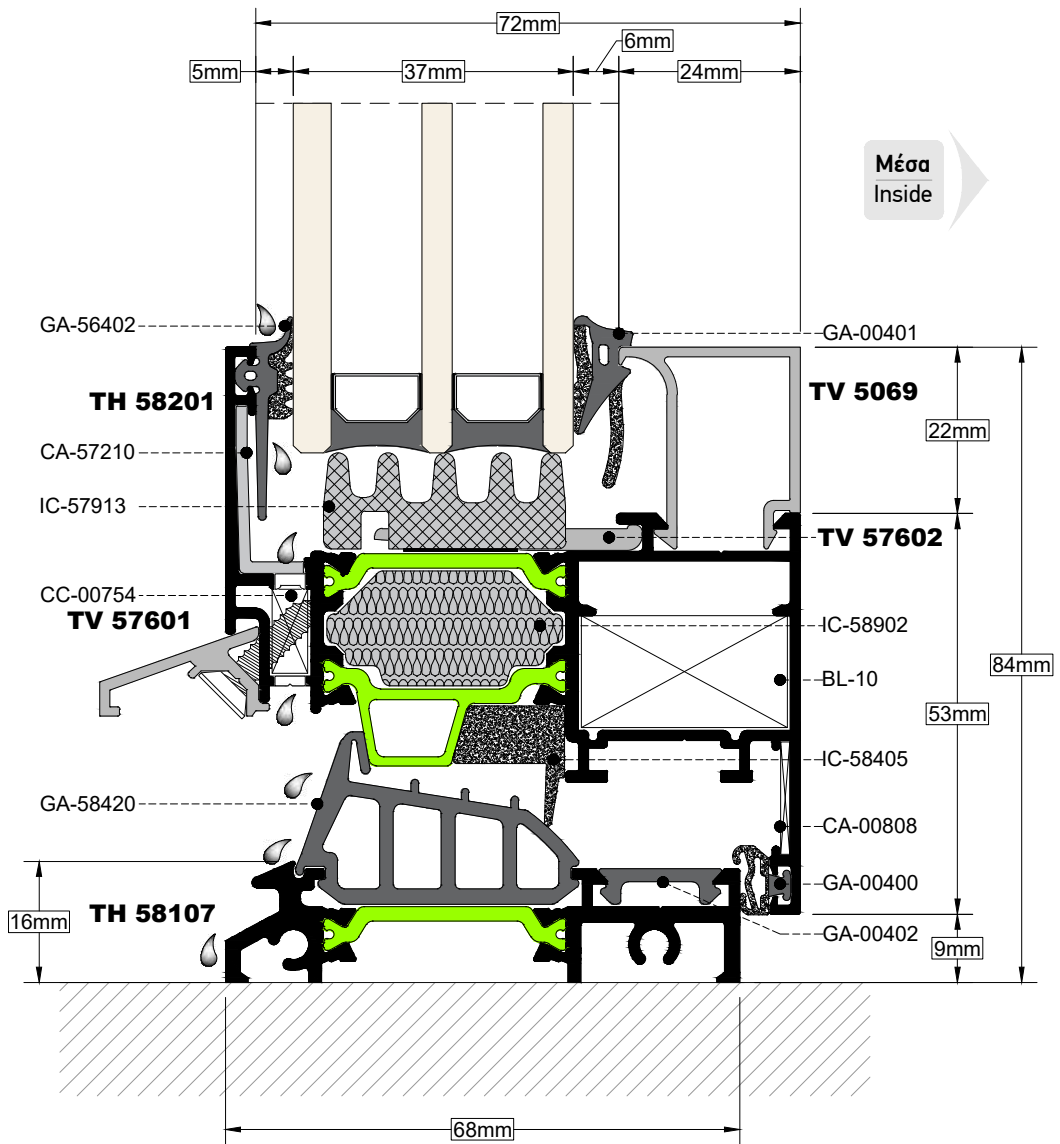 72mm
6mm
5mm
37mm
24mm
Μέσα
Inside
GA-56402
GA-00401
TH 58201
TV 5069
CA-57210
22mm
IC-57913
TV 57602
CC-00754
TV 57601
IC-58902
84mm
BL-10
53mm
IC-58405
GA-58420
CA-00808
GA-00400
TH 58107
16mm
GA-00402
9mm
68mm